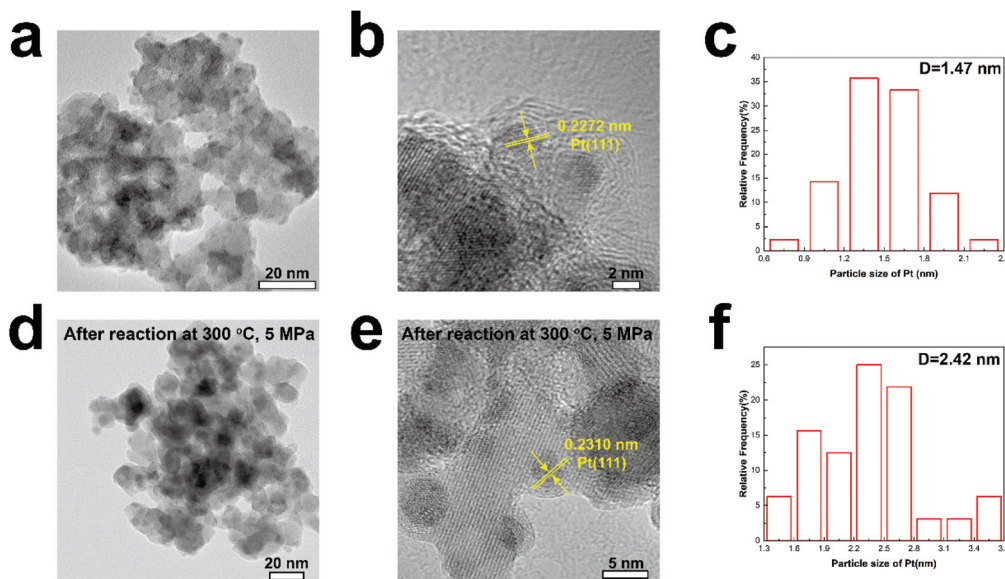 a
20 nm
b
0.2272 nm
Pt(111)
2 nm
c
D=1.47 nm
Relative Frequency(%)
40
35
30
25
20
15
10
5
0
0.6 0.9 1.2 1.5 1.8 2.1 2.
Particle size of Pt (nm)
d
After reaction at 300 °C, 5 MPa
20 nm
e
After reaction at 300 °C, 5 MPa
0.2310 nm
Pt(111)
5 nm
f
D=2.42 nm
Relative Frequency(%)
25
20
15
10
5
0
1.3 1.6 1.9 2.2 2.5 2.8 3.1 3.4 3.
Particle size of Pt(nm)